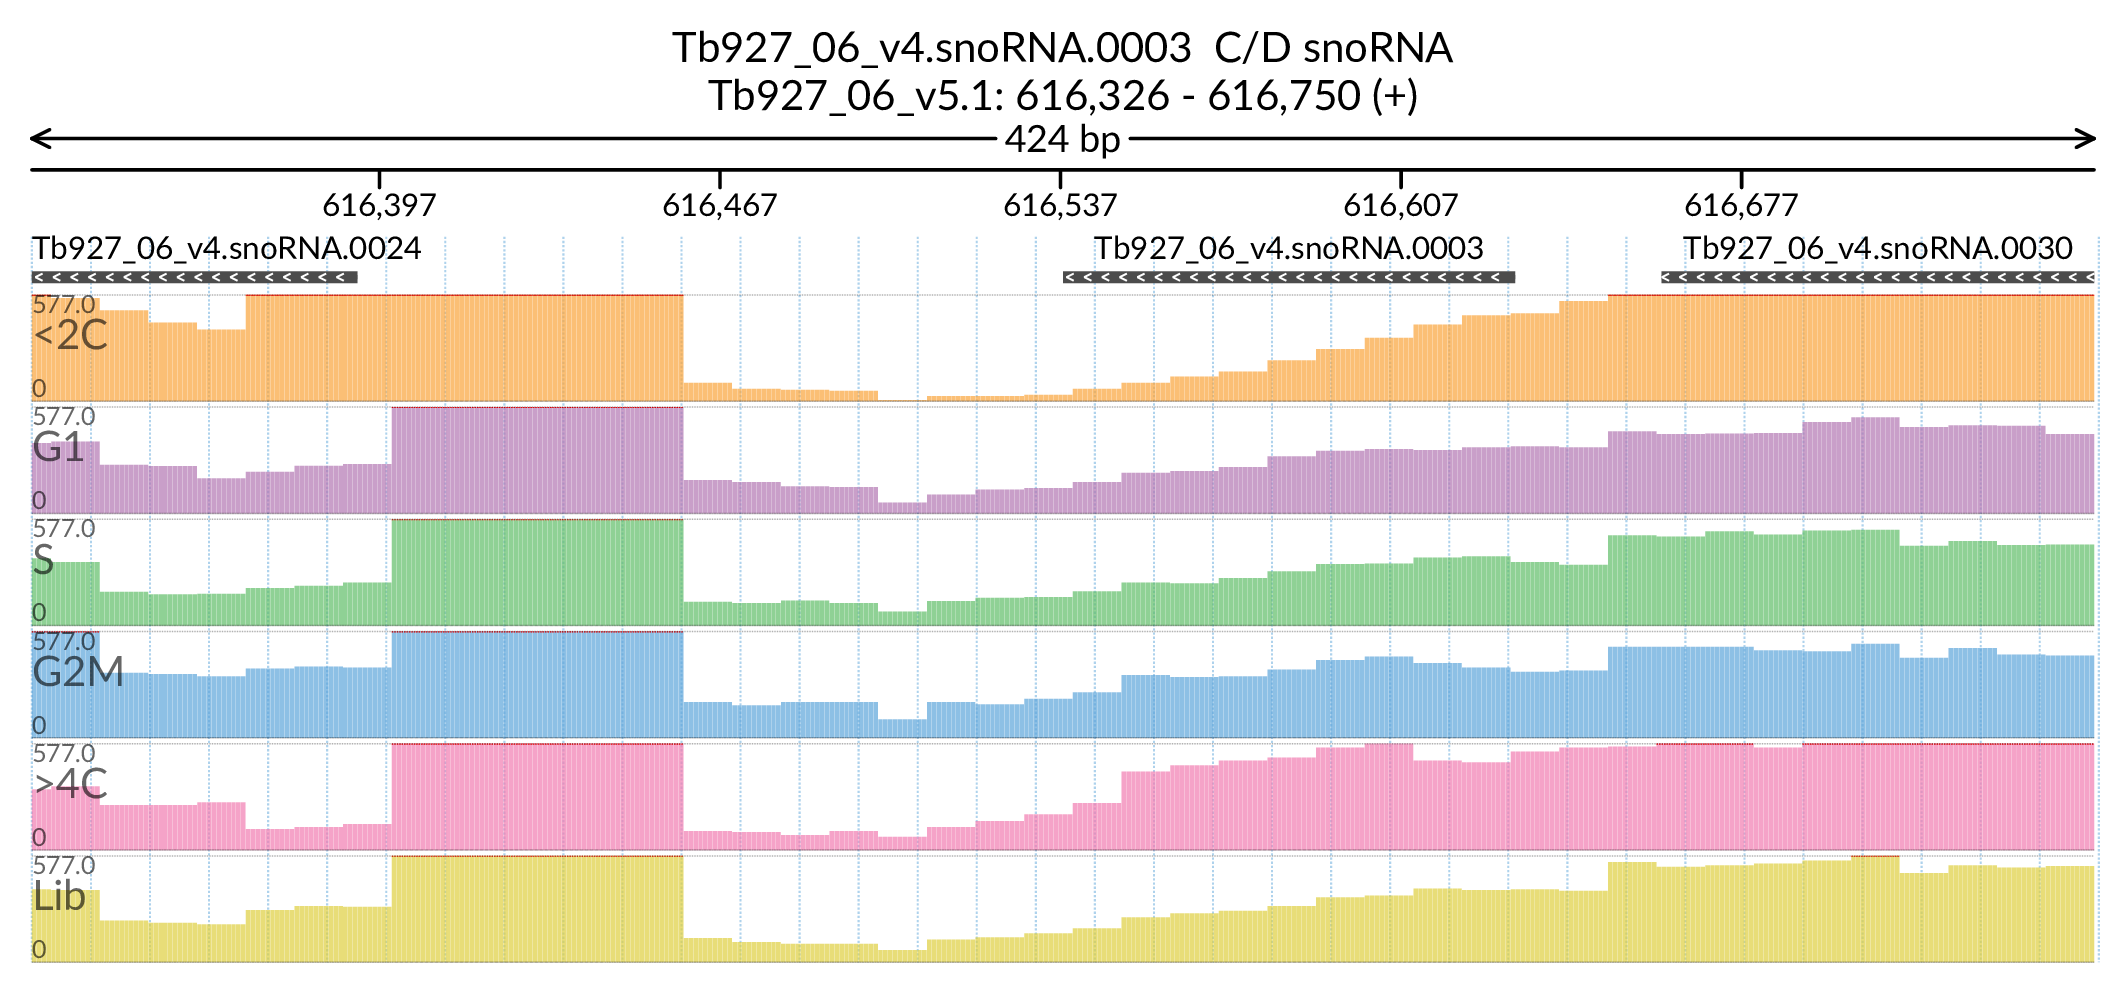 Tb927_06_v4.snoRNA.0003  C/D snoRNA
Tb927_06_v5.1: 616,326 - 616,750 (+)
424 bp
616,397 616,467 616,537 616,607 616,677
Tb927_06_v4.snoRNA.0024 Tb927_06_v4.snoRNA.0003 Tb927_06_v4.snoRNA.0030
577.0
<2C
0
577.0
G1
0
577.0
S
0
577.0
G2M
0
577.0
>4C
0
577.0
Lib
0